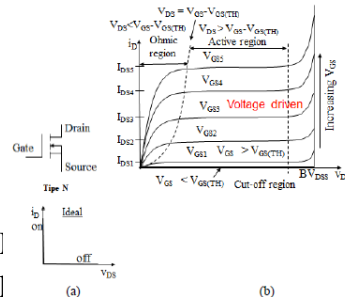 V_DS = V_GS-V_GS(TH)
V_DS<V_GS-V_GS(TH)
V_DS>V_GS-V_GS(TH)
i_D
Ohmic region
Active region
I_DS5
V_GS5
I_DS4
V_GS4
I_DS3
V_GS3 Voltage driven
I_DS2
V_GS2
I_DS1
V_GS1 V_GS >V_GS(TH)
Increasing V_GS
V_GS <V_GS(TH)
Cut-off region
BV_DSS
Drain
Gate
Source
Tipe N
i_D
Ideal
on
off
V_DS
]
]
(a)
(b)